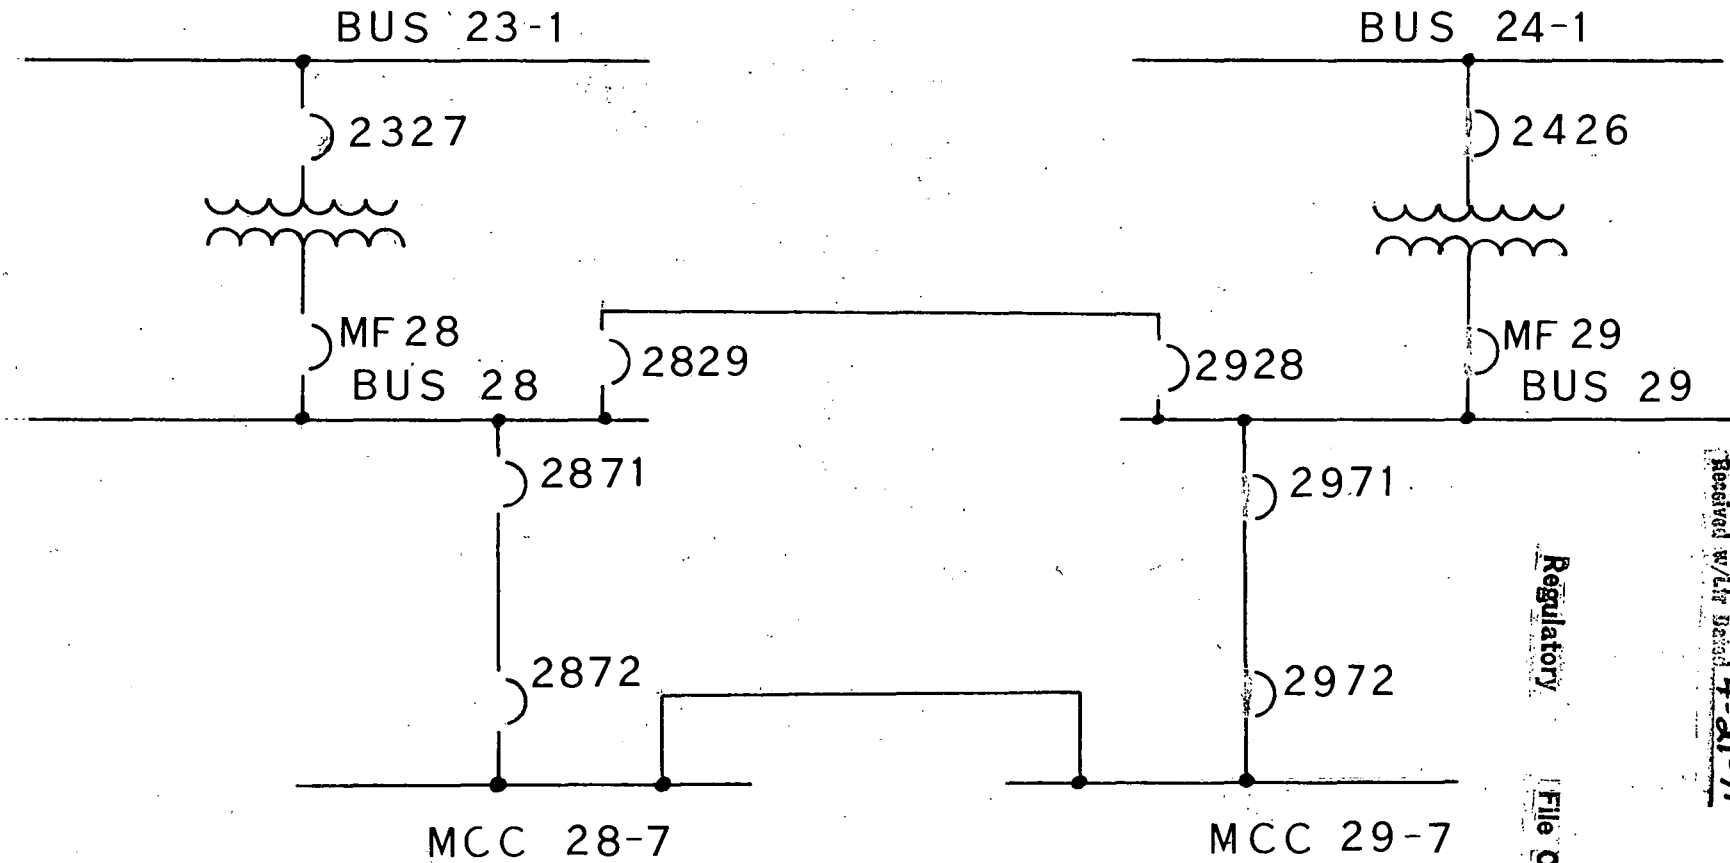 BUS 23-1
BUS 24-1
2327
2426
MF 28
BUS 28
2829
2928
MF 29
BUS 29
2871
2971
2872
2972
MCC 28-7
MCC 29-7
Received W/Ltr Dated
Regulatory File